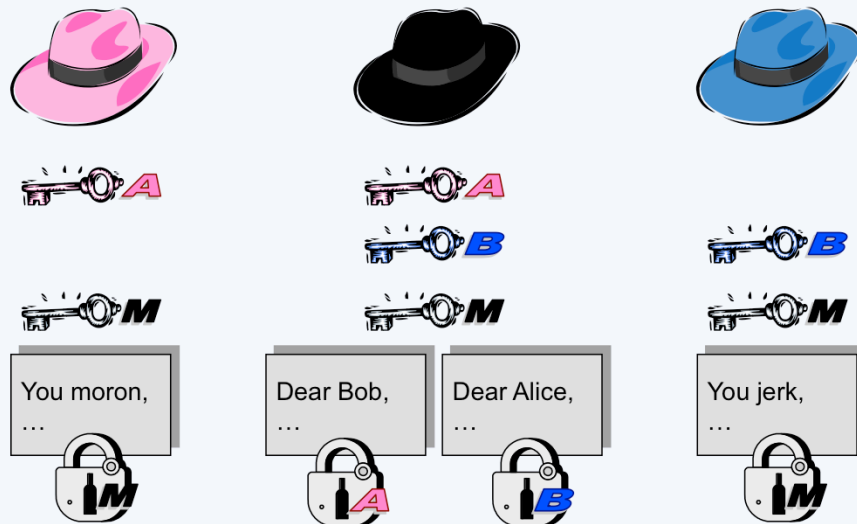 A A
B B
M M M
You moron, Dear Bob, Dear Alice, You jerk,
… … … …
M A B M